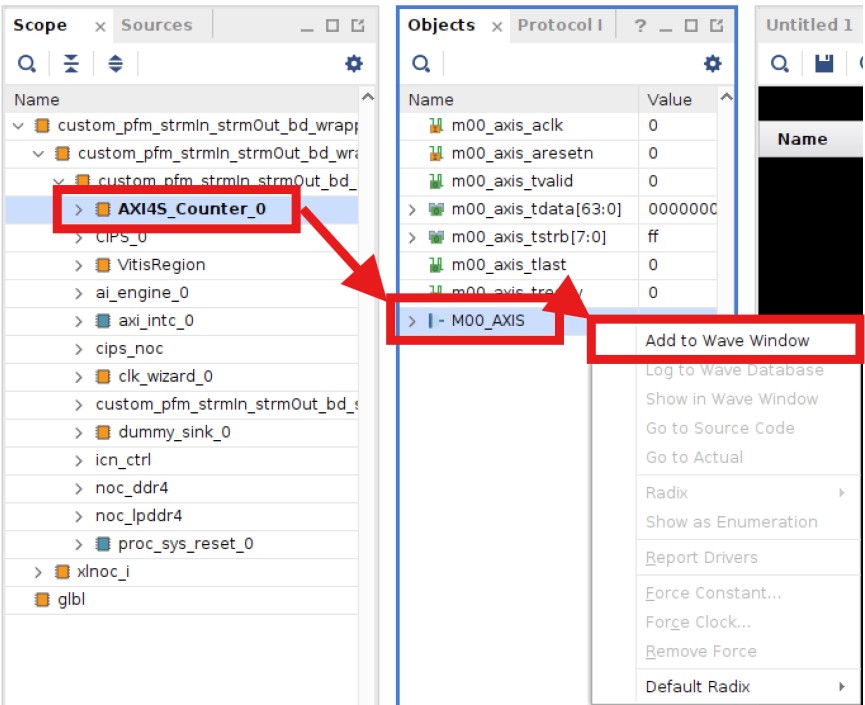 Scope × Sources
Name
custom_pfm_strmIn_strmOut_bd_wrapp
custom_pfm_strmIn_strmOut_bd_wra
custom_pfm_strmIn_strmOut_bd_
AXI4S_Counter_0
CIPS_0
VitisRegion
ai_engine_0
axi_intc_0
cips_noc
clk_wizard_0
custom_pfm_strmIn_strmOut_bd_s
dummy_sink_0
icn_ctrl
noc_ddr4
noc_lpddr4
proc_sys_reset_0
xlnoc_i
glbl
Objects × Protocol I ?
Name Value
m00_axis_aclk 0
m00_axis_aresetn 0
m00_axis_tvalid 0
m00_axis_tdata[63:0] 0000000
m00_axis_tstrb[7:0] ff
m00_axis_tlast 0
m00_axis_tready 0
M00_AXIS
Untitled 1
Name
Add to Wave Window
Log to Wave Database
Show in Wave Window
Go to Source Code
Go to Actual
Radix
Show as Enumeration
Report Drivers
Force Constant...
Force Clock...
Remove Force
Default Radix